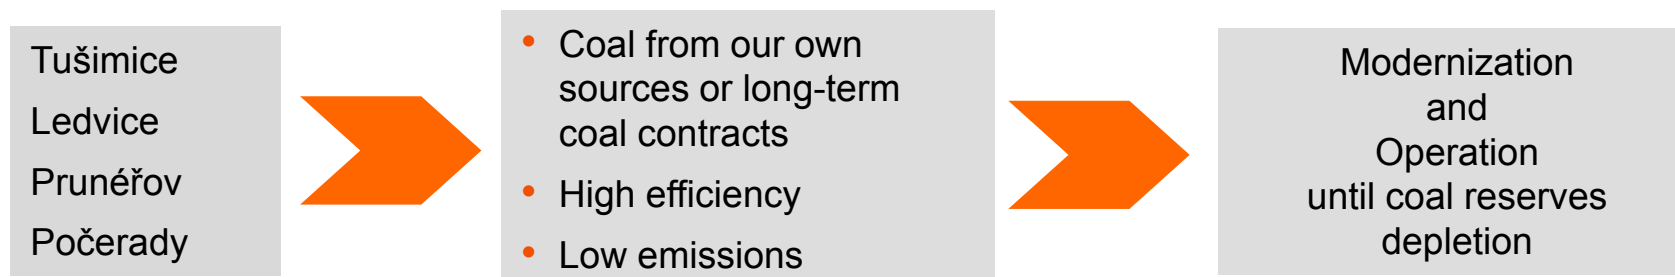 Tušimice
Ledvice
Prunéřov
Počerady
• Coal from our own
sources or long-term
coal contracts
• High efficiency
• Low emissions
Modernization
and
Operation
until coal reserves
depletion